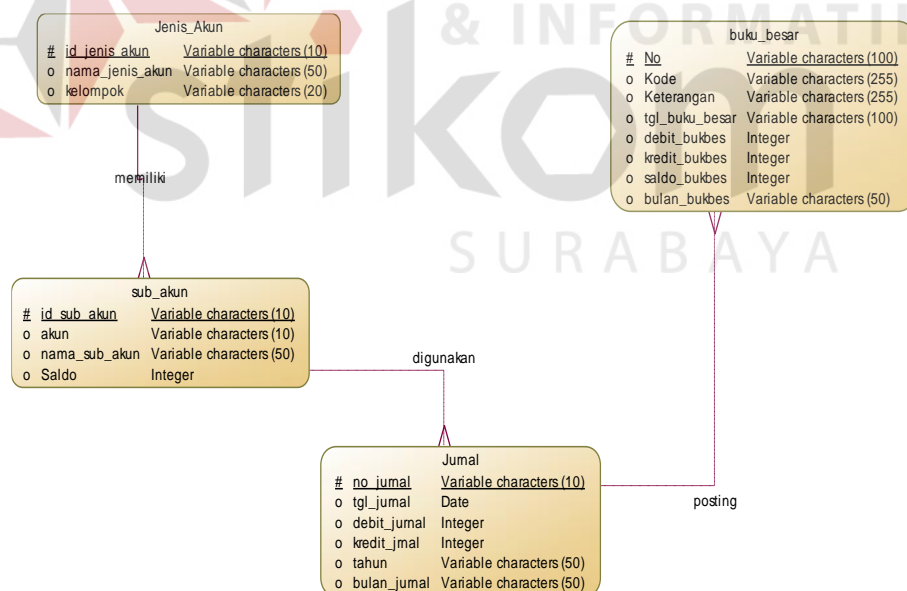 & INFORMATI
stikom
SURABAYA
Jenis_Akun
# id_jenis_akun Variable characters (10)
o nama_jenis_akun Variable characters (50)
o kelompok Variable characters (20)
buku_besar
# No Variable characters (100)
o Kode Variable characters (255)
o Keterangan Variable characters (255)
o tgl_buku_besar Variable characters (100)
o debit_bukbes Integer
o kredit_bukbes Integer
o saldo_bukbes Integer
o bulan_bukbes Variable characters (50)
memiliki
sub_akun
# id_sub_akun Variable characters (10)
o akun Variable characters (10)
o nama_sub_akun Variable characters (50)
o Saldo Integer
digunakan
Jurnal
# no_jurnal Variable characters (10)
o tgl_jurnal Date
o debit_jurnal Integer
o kredit_jrnal Integer
o tahun Variable characters (50)
o bulan_jurnal Variable characters (50)
posting